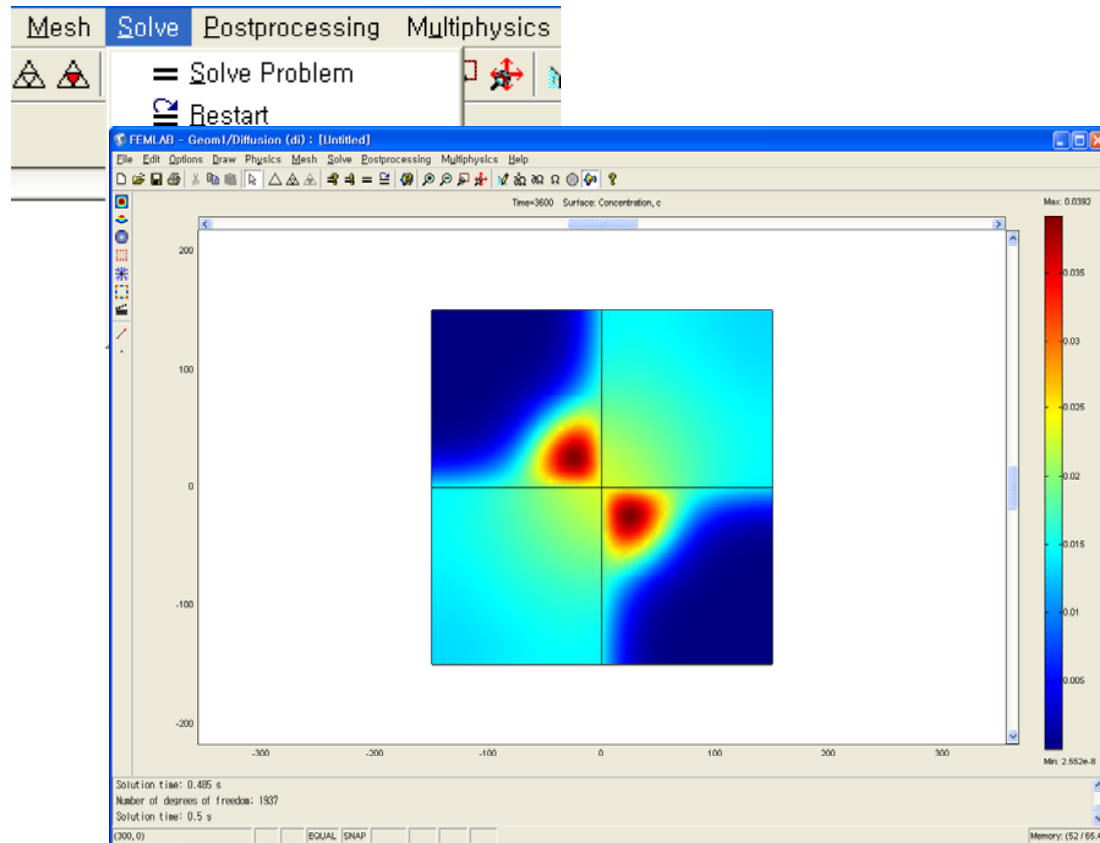 Mesh Solve Postprocessing Multiphysics
Solve Problem
Restart
FEMLAB - Geom1/Diffusion (di) : [Untitled]
File Edit Options Draw Physics Mesh Solve Postprocessing Multiphysics Help
Time=3600 Surface: Concentration, c
Max: 0.0392
200
100
0
-100
-200
-300 -200 -100 0 100 200 300
0.035
0.03
0.025
0.02
0.015
0.01
0.005
Min: 2.552e-8
Solution time: 0.485 s
Number of degrees of freedom: 1937
Solution time: 0.5 s
(300, 0) EQUAL SNAP Memory: (52 / 65.4